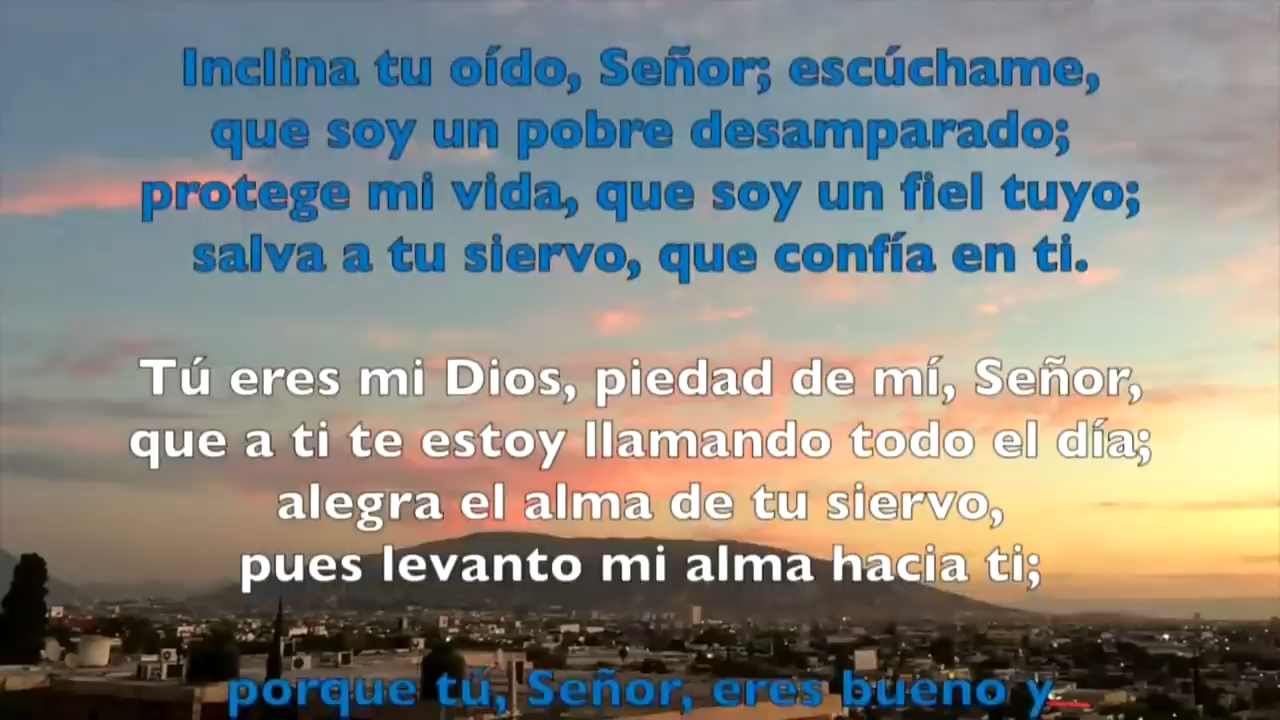 Inclina tu oído, Señor; escúchame,
que soy un pobre desamparado;
protege mi vida, que soy un fiel tuyo;
salva a tu siervo, que confía en ti.
Tú eres mi Dios, piedad de mí, Señor,
que a ti te estoy llamando todo el día;
alegra el alma de tu siervo,
pues levanto mi alma hacia ti;
porque tú, Señor, eres bueno y